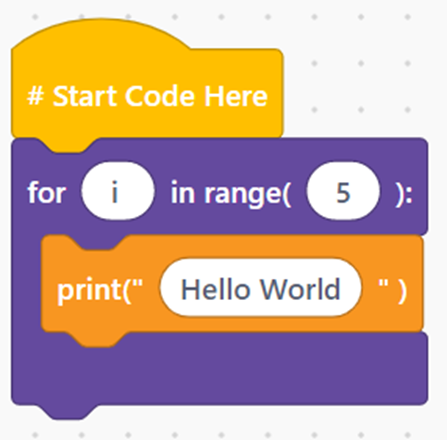 # Start Code Here
for i in range( 5 ):
print(" Hello World " )